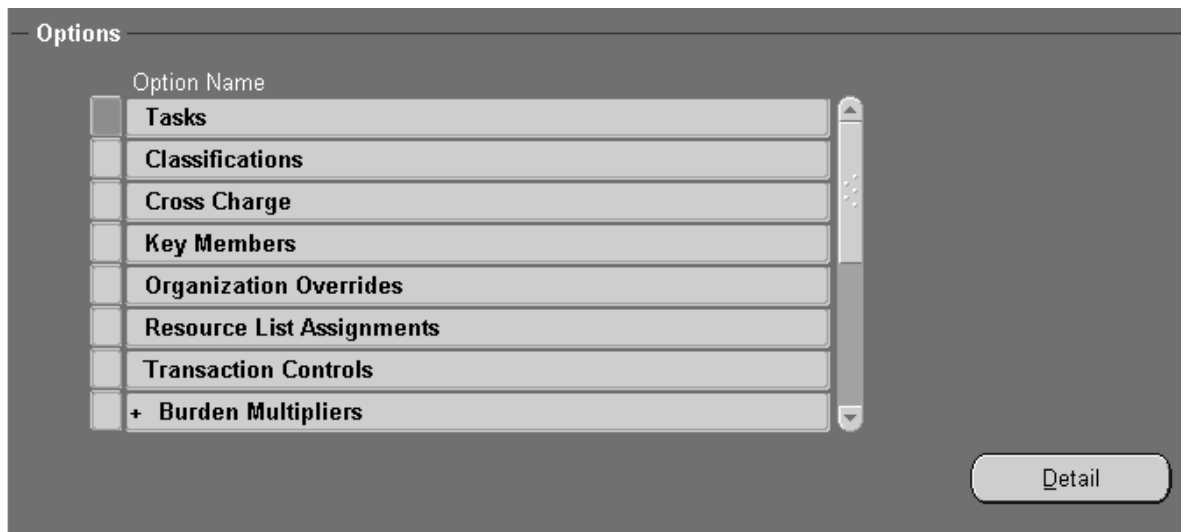 Options
Option Name
Tasks
Classifications
Cross Charge
Key Members
Organization Overrides
Resource List Assignments
Transaction Controls
+ Burden Multipliers
Detail